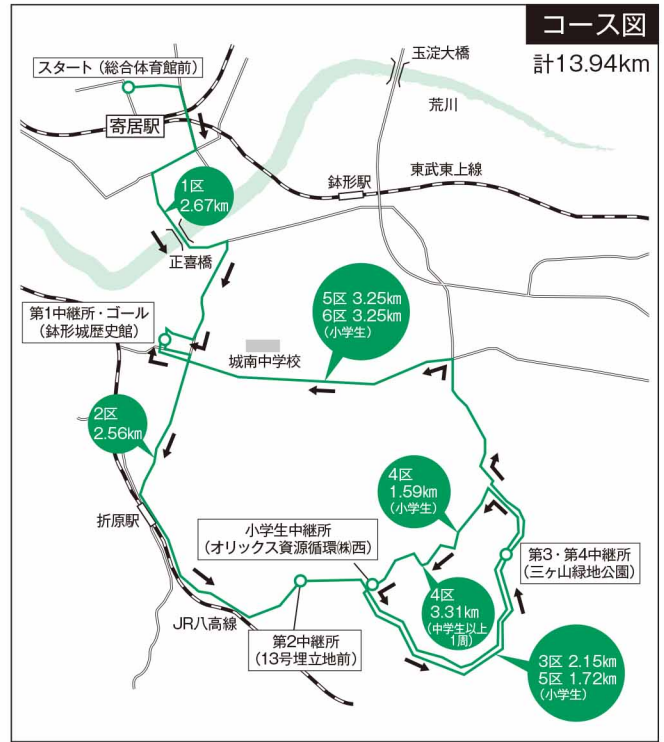 コース図
計13.94km
スタート（総合体育館前）
寄居駅
玉淀大橋
荒川
鉢形駅
東武東上線
1区
2.67km
正喜橋
第1中継所・ゴール
（鉢形城歴史館）
城南中学校
5区 3.25km
6区 3.25km
（小学生）
2区
2.56km
折原駅
4区
1.59km
（小学生）
小学生中継所
（オリックス資源循環㈱西）
第3・第4中継所
（三ヶ山緑地公園）
4区
3.31km
（中学生以上
1周）
JR八高線
第2中継所
（13号埋立地前）
3区 2.15km
5区 1.72km
（小学生）